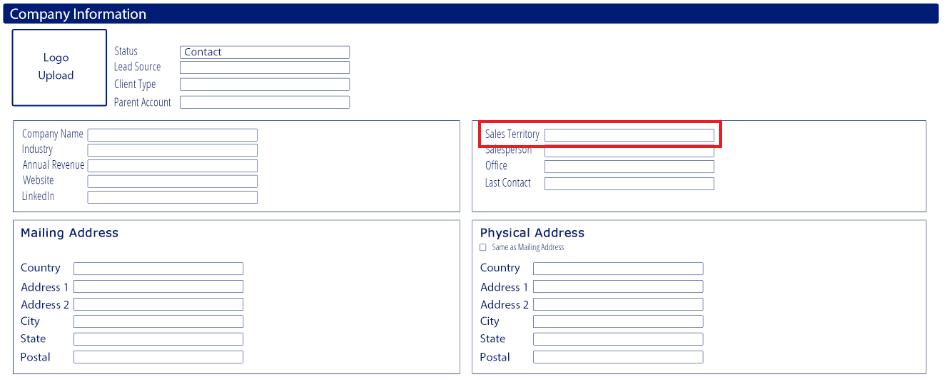 Company Information
Logo
Upload
Status Contact
Lead Source
Client Type
Parent Account
Company Name
Industry
Annual Revenue
Website
LinkedIn
Sales Territory
Salesperson
Office
Last Contact
Mailing Address
Country
Address 1
Address 2
City
State
Postal
Physical Address
Same as Mailing Address
Country
Address 1
Address 2
City
State
Postal